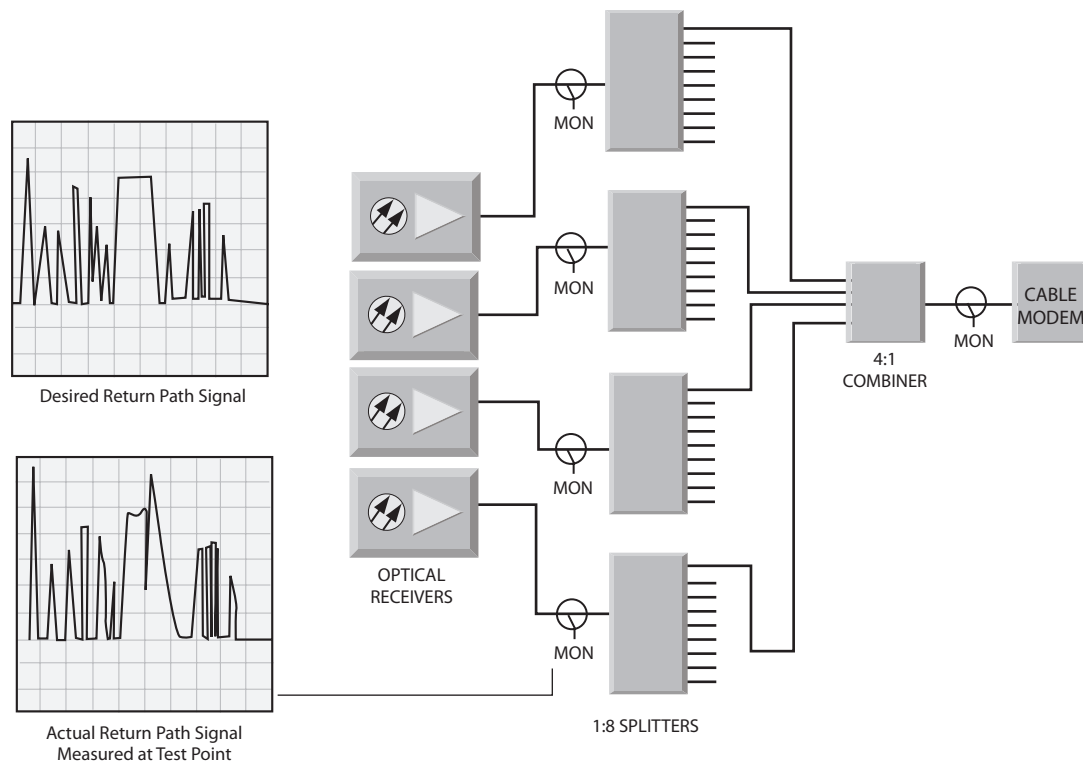 MON
MON
CABLE
MODEM
MON
4:1
COMBINER
Desired Return Path Signal
MON
OPTICAL
RECEIVERS
MON
1:8 SPLITTERS
Actual Return Path Signal
Measured at Test Point